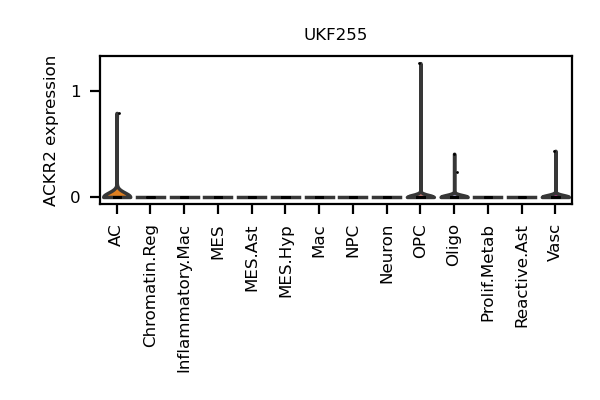 UKF255
ACKR2 expression
1
0
AC
Chromatin.Reg
Inflammatory.Mac
MES
MES.Ast
MES.Hyp
Mac
NPC
Neuron
OPC
Oligo
Prolif.Metab
Reactive.Ast
Vasc